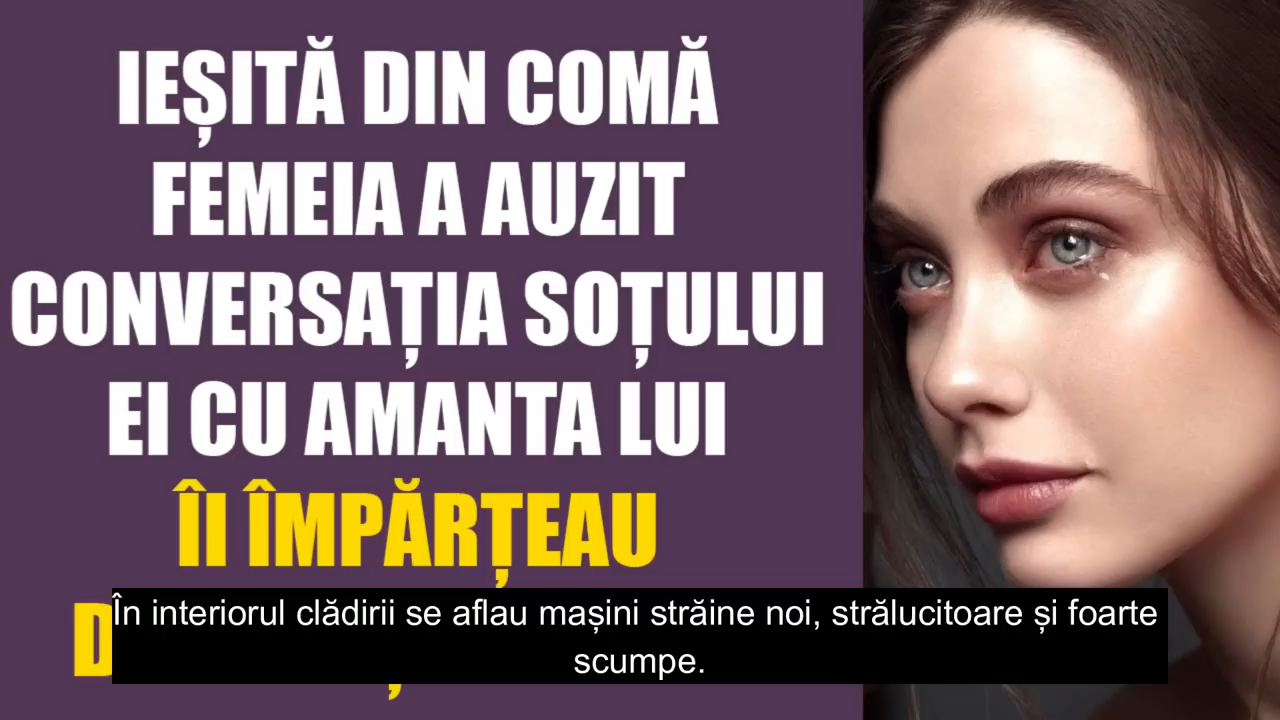 IEȘITĂ DIN COMĂ
FEMEIA A AUZIT
CONVERSAȚIA SOȚULUI
EI CU AMANTA LUI
ÎI ÎMPĂRȚEAU
În interiorul clădirii se aflau mașini străine noi, strălucitoare și foarte
scumpe.